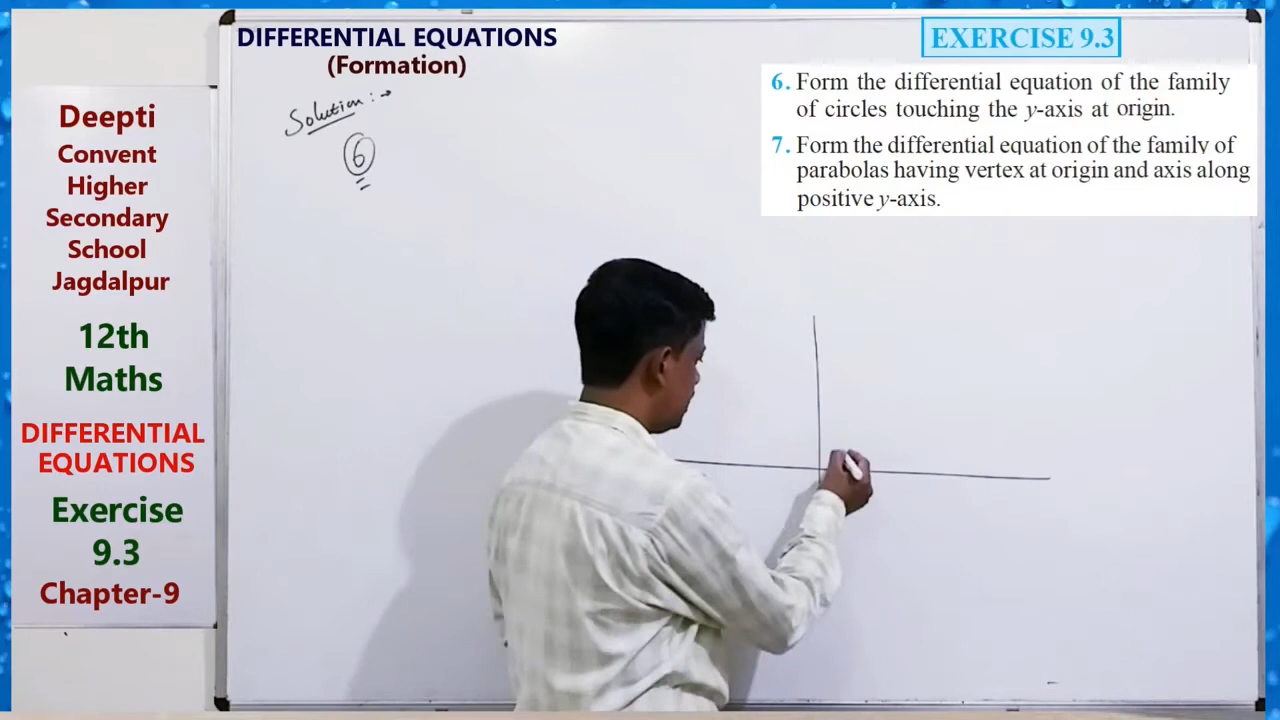 DIFFERENTIAL EQUATIONS
(Formation)
EXERCISE 9.3
6. Form the differential equation of the family
of circles touching the y-axis at origin.
7. Form the differential equation of the family of
parabolas having vertex at origin and axis along
positive y-axis.
Solution:→
6
Deepti
Convent
Higher
Secondary
School
Jagdalpur
12th
Maths
DIFFERENTIAL
EQUATIONS
Exercise
9.3
Chapter-9